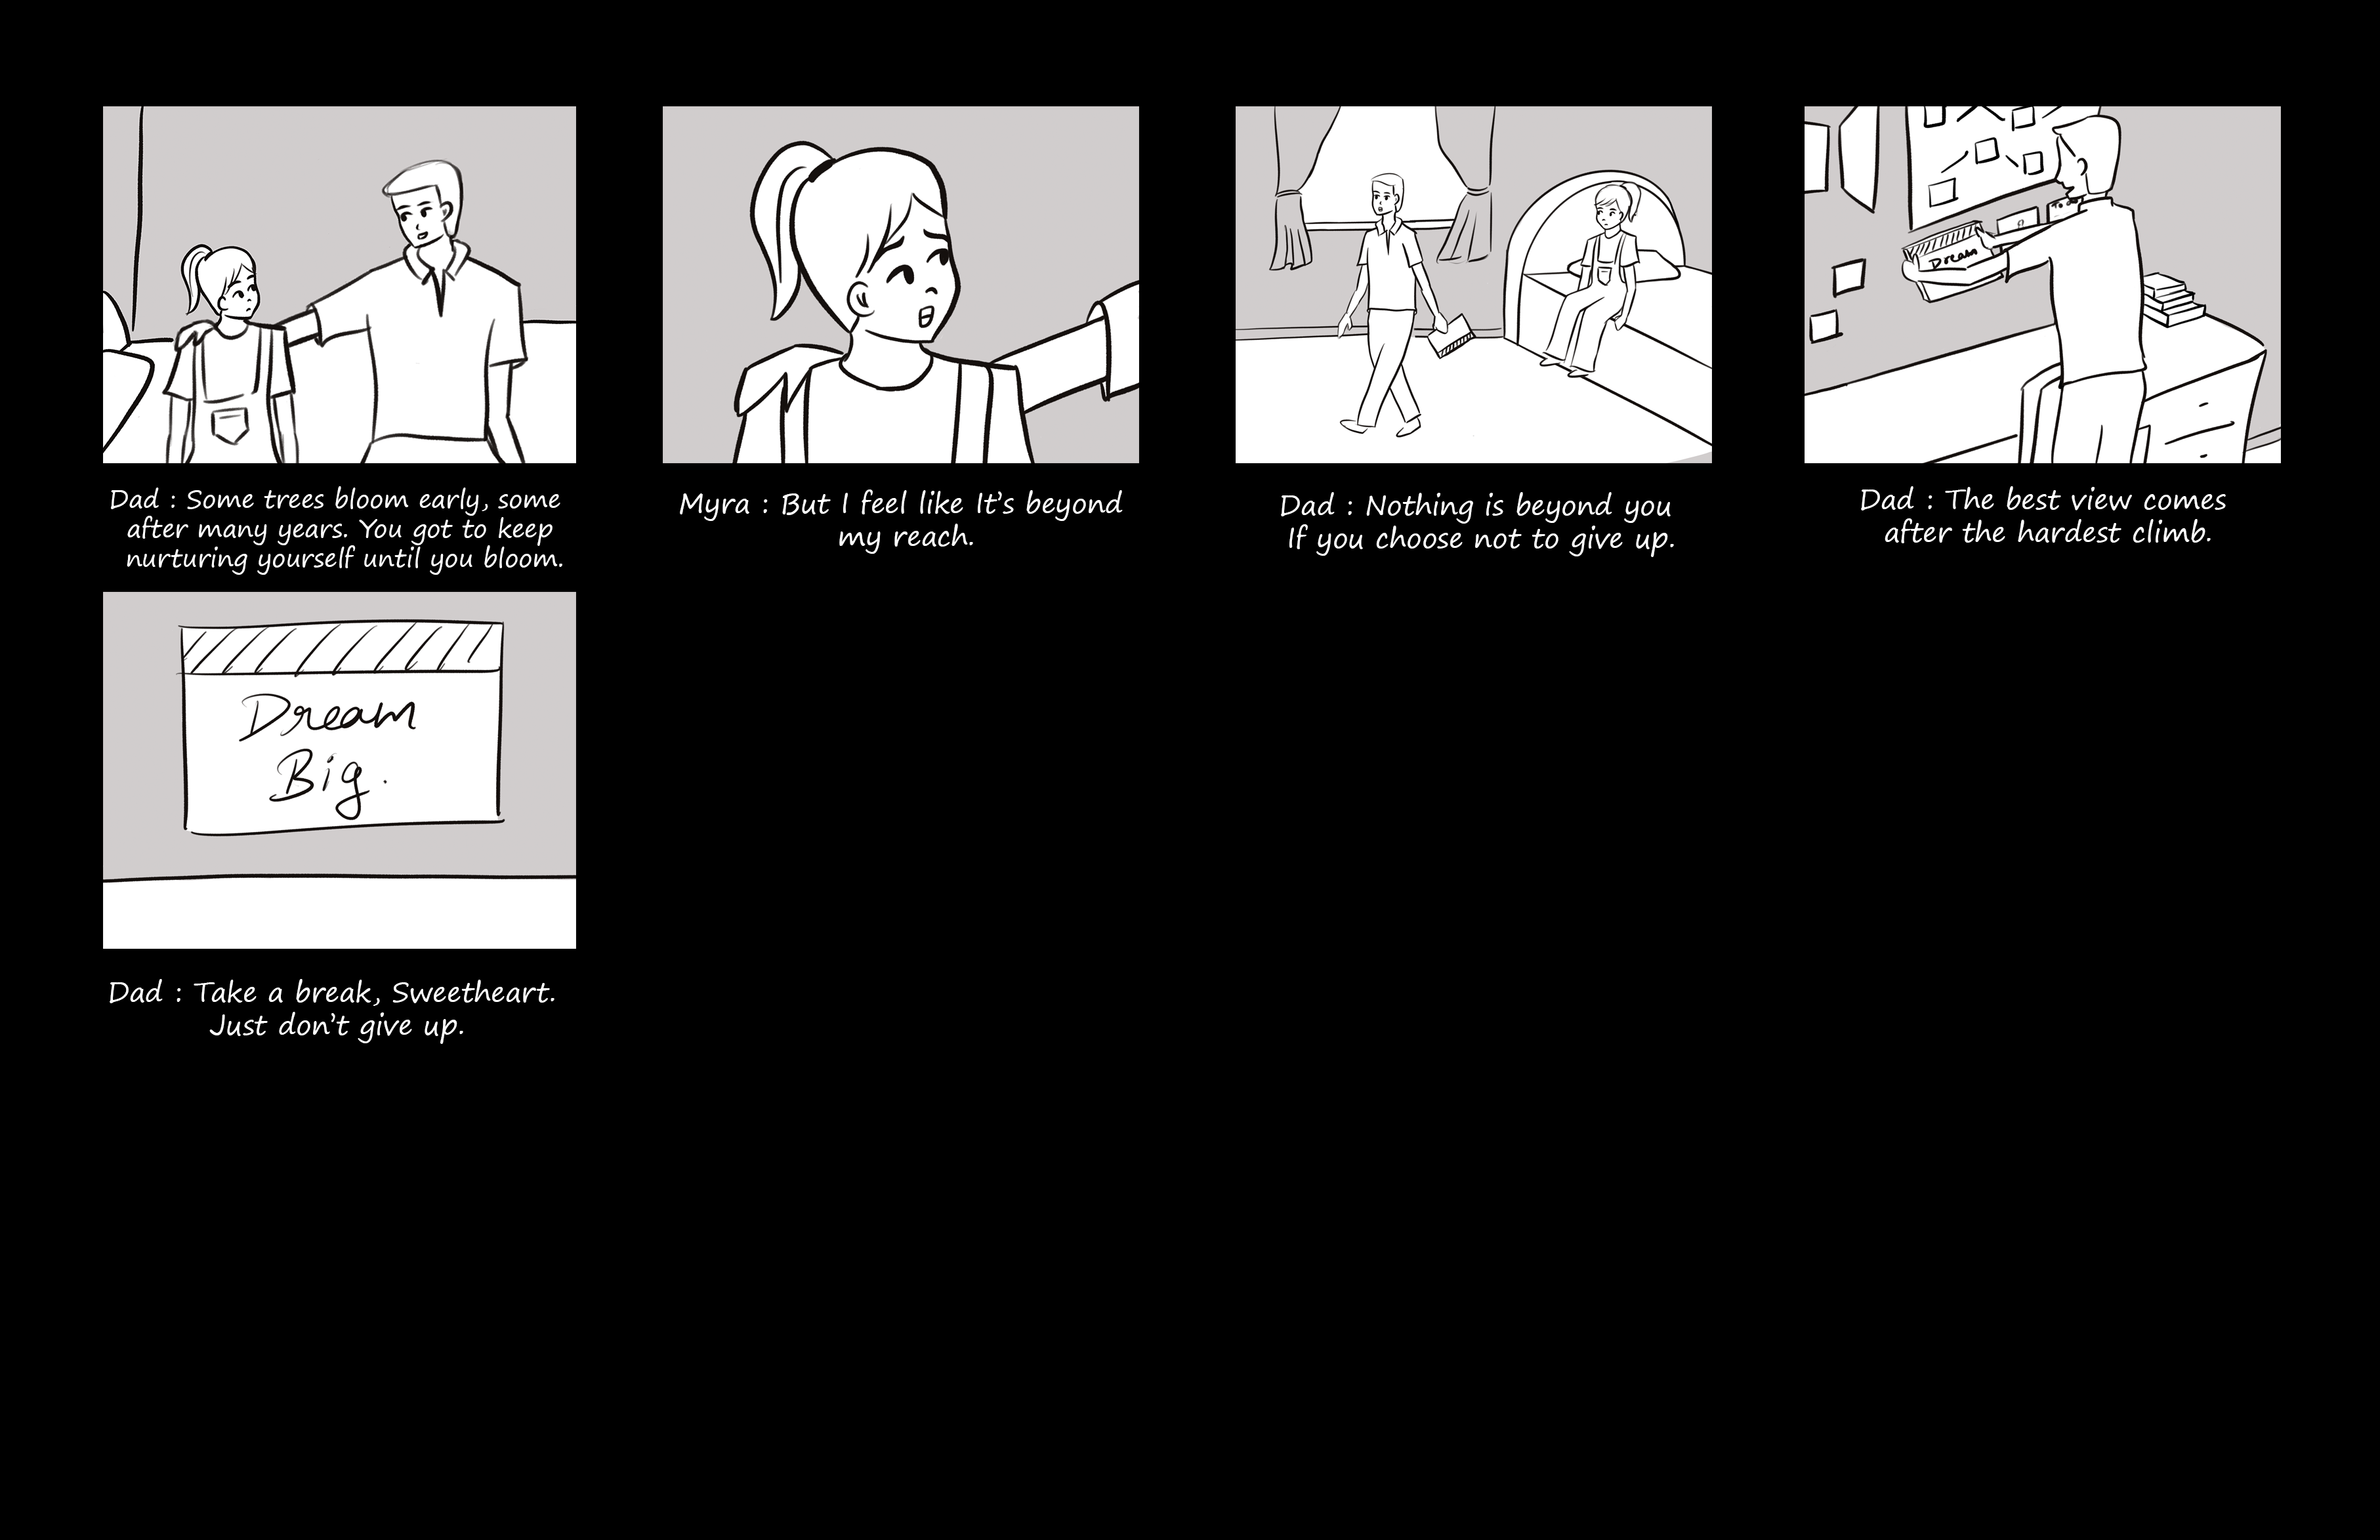 Dad : Some trees bloom early, some
after many years. You got to keep
nurturing yourself until you bloom.
Myra : But I feel like It's beyond
my reach.
Dad : Nothing is beyond you
If you choose not to give up.
Dream
Dad : The best view comes
after the hardest climb.
Dream
Big.
Dad : Take a break, Sweetheart.
Just don't give up.